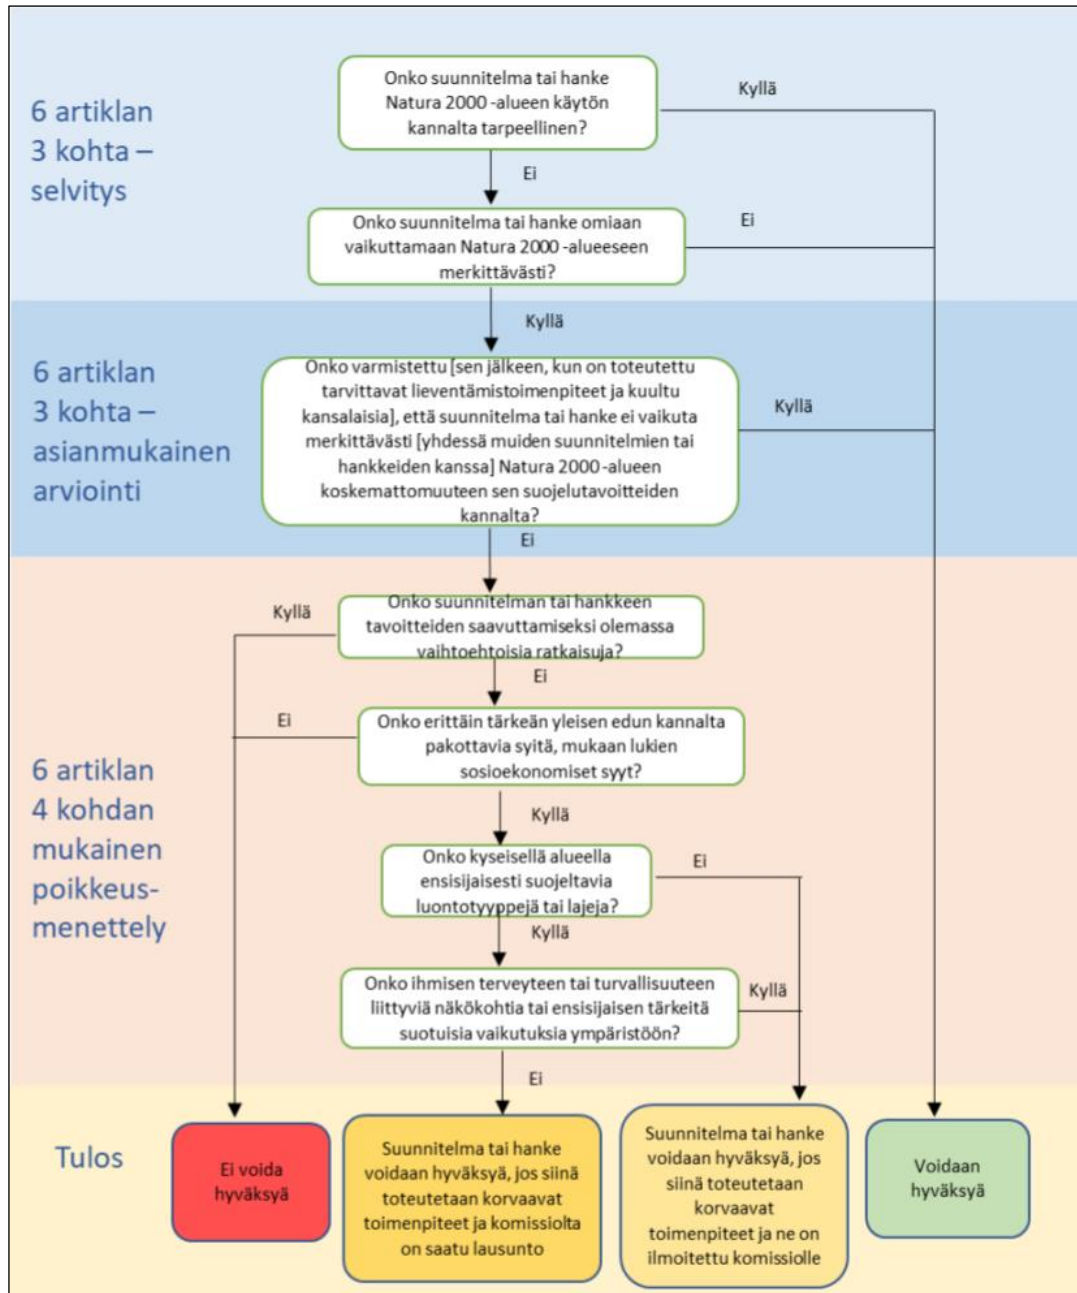 6 artiklan
3 kohta –
selvitys
Onko suunnitelma tai hanke
Natura 2000 -alueen käytön
kannalta tarpeellinen?
Kyllä
Ei
Onko suunnitelma tai hanke omiaan
vaikuttamaan Natura 2000 -alueeseen
merkittävästi?
Ei
Kyllä
6 artiklan
3 kohta –
asianmukainen
arviointi
Onko varmistettu [sen jälkeen, kun on toteutettu
tarvittavat lieventämistoimenpiteet ja kuultu
kansalaisia], että suunnitelma tai hanke ei vaikuta
merkittävästi [yhdessä muiden suunnitelmien tai
hankkeiden kanssa] Natura 2000 -alueen
koskemattomuuteen sen suojelutavoitteiden
kannalta?
Kyllä
Ei
6 artiklan
4 kohdan
mukainen
poikkeus-
menettely
Onko suunnitelman tai hankkeen
tavoitteiden saavuttamiseksi olemassa
vaihtoehtoisia ratkaisuja?
Kyllä
Ei
Onko erittäin tärkeän yleisen edun kannalta
pakottavia syitä, mukaan lukien
sosioekonomiset syyt?
Ei
Kyllä
Onko kyseisellä alueella
ensisijaisesti suojeltavia
luontotyyppejä tai lajeja?
Ei
Kyllä
Onko ihmisen terveyteen tai turvallisuuteen
liittyviä näkökohtia tai ensisijaisen tärkeitä
suotuisia vaikutuksia ympäristöön?
Kyllä
Ei
Tulos
Ei voida
hyväksyä
Suunnitelma tai hanke
voidaan hyväksyä, jos siinä
toteutetaan korvaavat
toimenpiteet ja komissiolta
on saatu lausunto
Suunnitelma tai hanke
voidaan hyväksyä, jos
siinä toteutetaan
korvaavat
toimenpiteet ja ne on
ilmoitettu komissiolle
Voidaan
hyväksyä